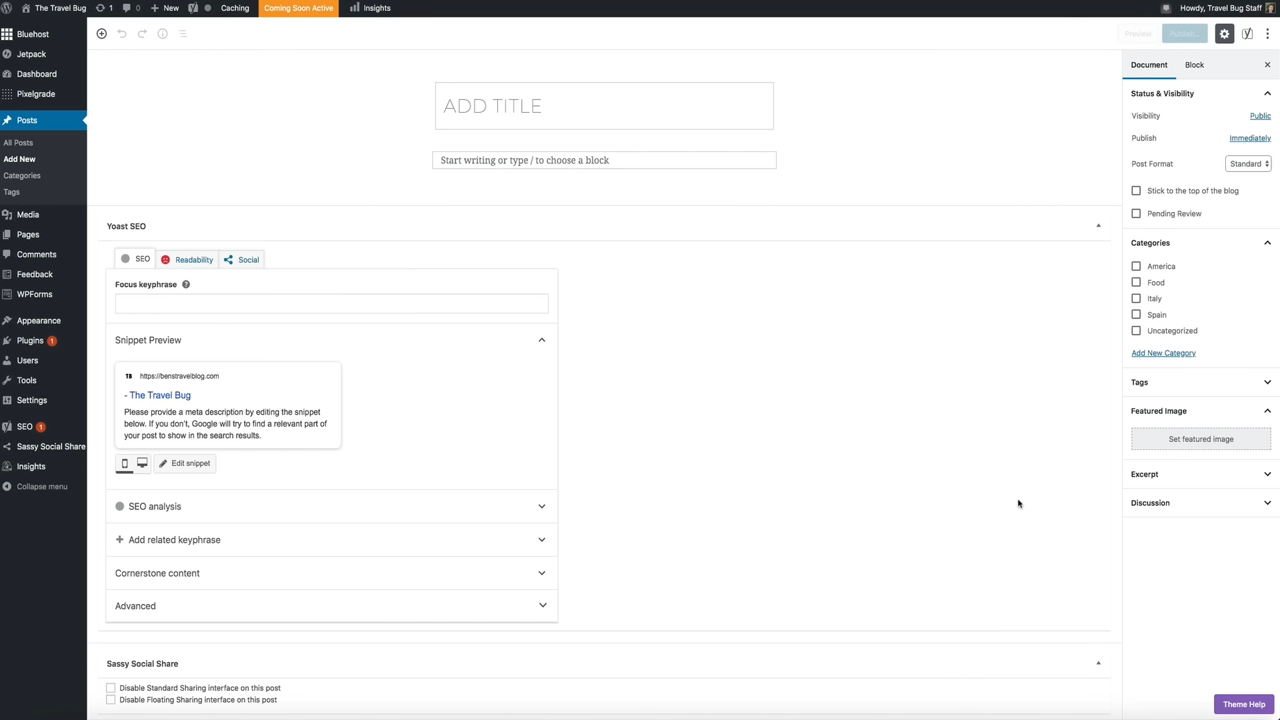 The Travel Bug
1
0
New
Caching
Coming Soon Active
Insights
Howdy, Travel Bug Staff
Bluehost
Jetpack
Dashboard
Pixelgrade
Posts
All Posts
Add New
Categories
Tags
Media
Pages
Comments
Feedback
WPForms
Appearance
Plugins 1
Users
Tools
Settings
SEO 1
Sassy Social Share
Insights
Collapse menu
Preview
Publish...
ADD TITLE
Start writing or type / to choose a block
Yoast SEO
SEO
Readability
Social
Focus keyphrase
Snippet Preview
TB https://benstravelblog.com
- The Travel Bug
Please provide a meta description by editing the snippet
below. If you don't, Google will try to find a relevant part of
your post to show in the search results.
Edit snippet
SEO analysis
Add related keyphrase
Cornerstone content
Advanced
Sassy Social Share
Disable Standard Sharing interface on this post
Disable Floating Sharing interface on this post
Document
Block
Status & Visibility
Visibility Public
Publish Immediately
Post Format Standard
Stick to the top of the blog
Pending Review
Categories
America
Food
Italy
Spain
Uncategorized
Add New Category
Tags
Featured Image
Set featured image
Excerpt
Discussion
Theme Help